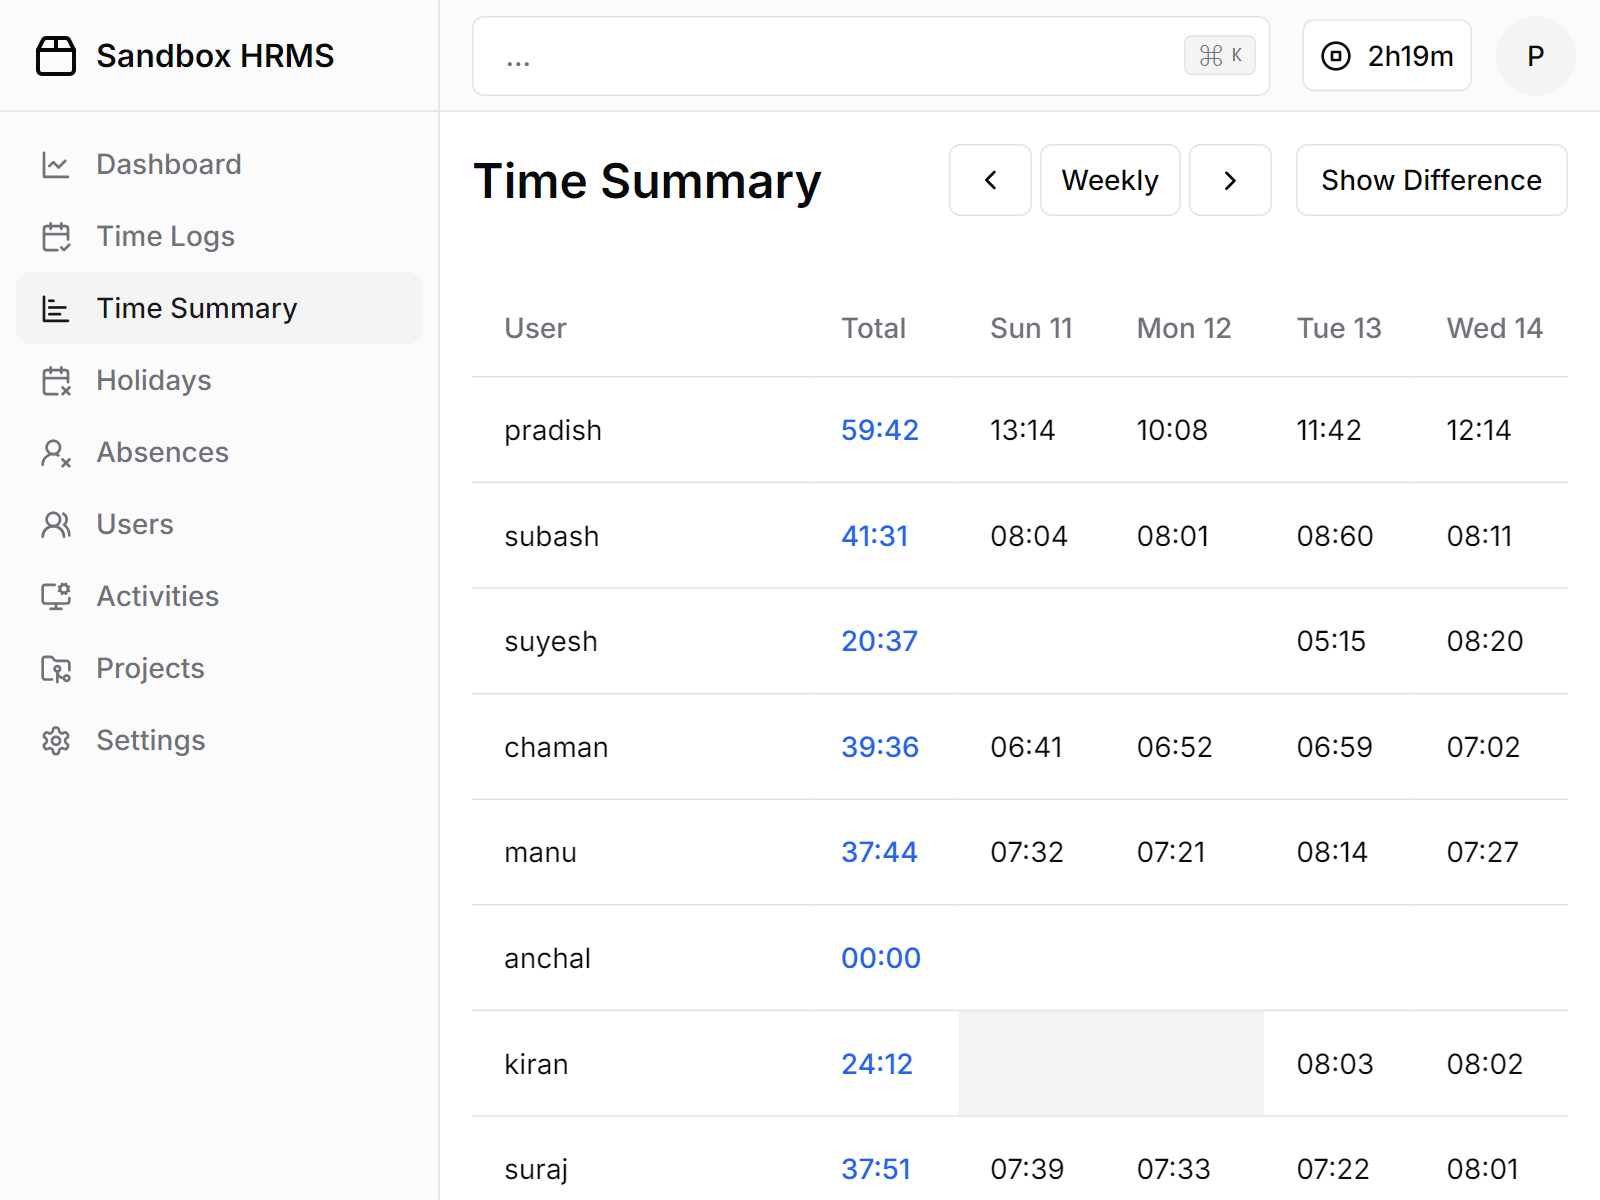 Sandbox HRMS
... ⌘ K
2h19m
P
Dashboard
Time Logs
Time Summary
Holidays
Absences
Users
Activities
Projects
Settings
Time Summary
Weekly
Show Difference
User Total Sun 11 Mon 12 Tue 13 Wed 14
pradish 59:42 13:14 10:08 11:42 12:14
subash 41:31 08:04 08:01 08:60 08:11
suyesh 20:37 05:15 08:20
chaman 39:36 06:41 06:52 06:59 07:02
manu 37:44 07:32 07:21 08:14 07:27
anchal 00:00
kiran 24:12 08:03 08:02
suraj 37:51 07:39 07:33 07:22 08:01